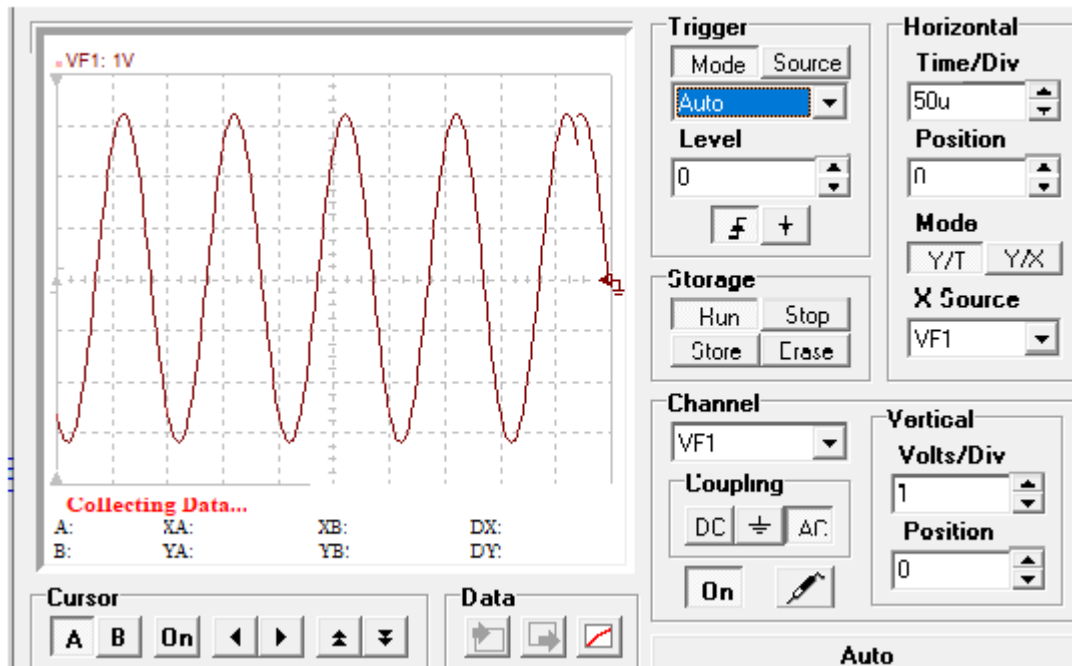 VF1: 1V
Collecting Data...
A: XA: XB: DX:
B: YA: YB: DY:
Cursor
A B On
Data
Trigger
Mode Source
Auto
Level
0
Storage
Run Stop
Store Erase
Horizontal
Time/Div
50u
Position
0
Mode
Y/T Y/X
X Source
VF1
Channel
VF1
Coupling
DC AC
On
Vertical
Volts/Div
1
Position
0
Auto